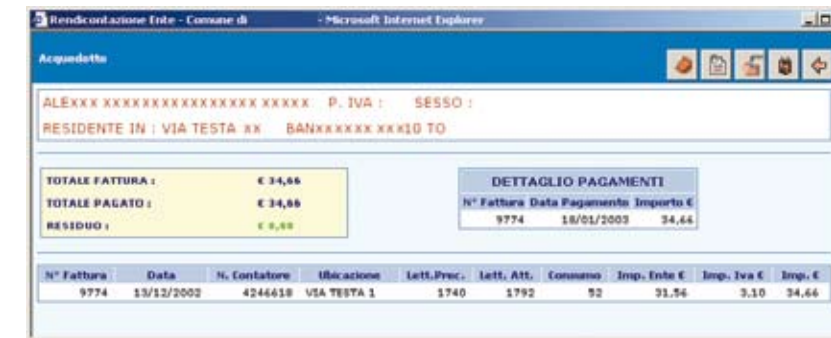 Rendicontazione Ente - Comune di - Microsoft Internet Explorer
Acquedotto
ALExxx xxxxxxxxxxxxxxxxx xxxxx P. IVA : SESSO :
RESIDENTE IN : VIA TESTA xx BANxxxxxx xxx10 TO
TOTALE FATTURA : € 34,66
TOTALE PAGATO : € 34,66
RESIDUO : € 0,00
DETTAGLIO PAGAMENTI
N° Fattura Data Pagamento Importo €
9774 18/01/2003 34,66
N° Fattura Data N. Contatore Ubicazione Lett.Prec. Lett. Att. Consumo Imp. Ente € Imp. Iva € Imp. €
9774 13/12/2002 4246618 VIA TESTA 1 1740 1792 52 31,56 3,10 34,66